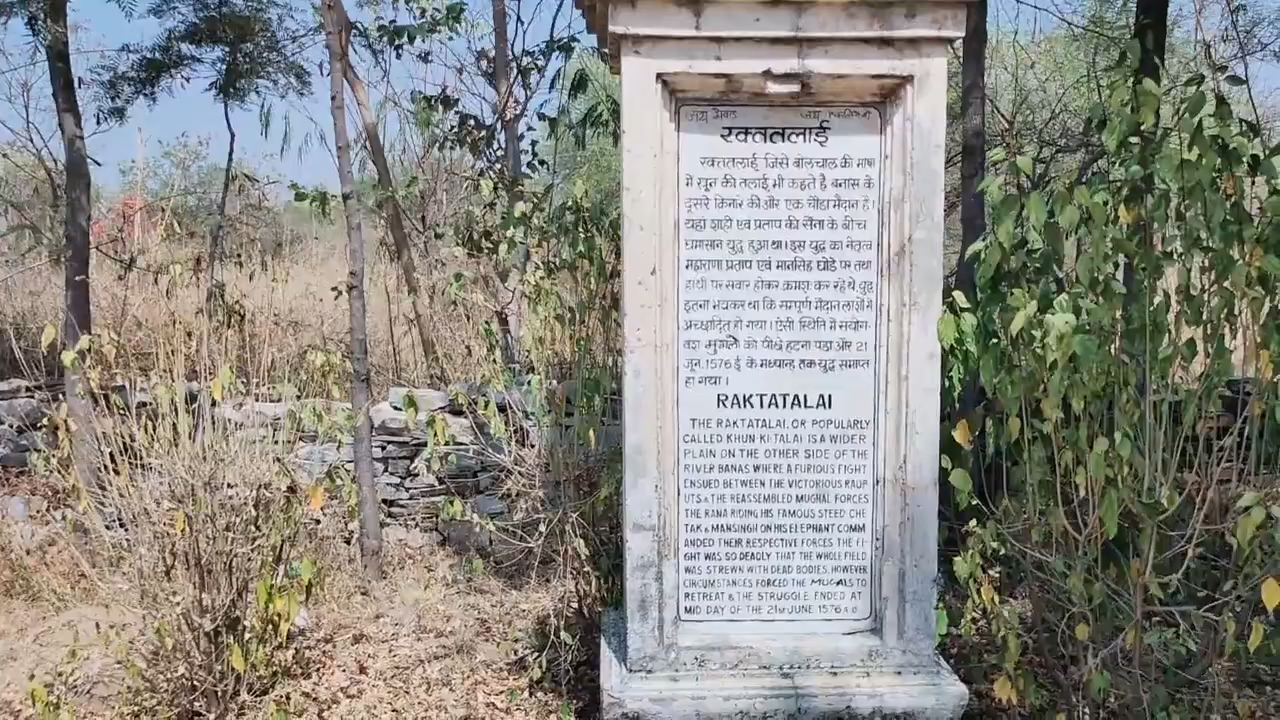 जय मेवाड़ जय
रक्ततलाई
रक्ततलाई जिसे बोलचाल की भाषा
में खून की तलाई भी कहते है बनास के
दूसरे किनार की और एक चौडा मैदान है।
यहां शाही एवं प्रताप की सैना के बीच
घमासान युद्ध हुआ था। इस युद्ध का नेतृत्व
महाराणा प्रताप एवं मानसिंह घोडे पर तथा
हाथी पर सवार होकर क्रमश कर रहे थे, युद्ध
इतना भयंकर था कि सम्पूर्ण मैदान लाशों से
अच्छादित हो गया। ऐसी स्थिति में संयोग-
वश मुगलो को पीछे हटना पडा और 21
जून, 1576 ई के मध्यान्ह तक युद्ध समाप्त
हो गया।
RAKTATALAI
THE RAKTATALAI, OR POPULARLY
CALLED KHUN-KI-TALAI IS A WIDER
PLAIN ON THE OTHER SIDE OF THE
RIVER BANAS WHERE A FURIOUS FIGHT
ENSUED BETWEEN THE VICTORIOUS RAJP
UTS & THE REASSEMBLED MUGHAL FORCES
THE RANA RIDING HIS FAMOUS STEED CHE
TAK & MANSINGH ON HIS ELEPHANT COMM
ANDED THEIR RESPECTIVE FORCES THE FI-
GHT WAS SO DEADLY THAT THE WHOLE FIELD
WAS STREWN WITH DEAD BODIES, HOWEVER
CIRCUMSTANCES FORCED THE MUGALS TO
RETREAT & THE STRUGGLE ENDED AT
MID DAY OF THE 21ST JUNE 1576 A D